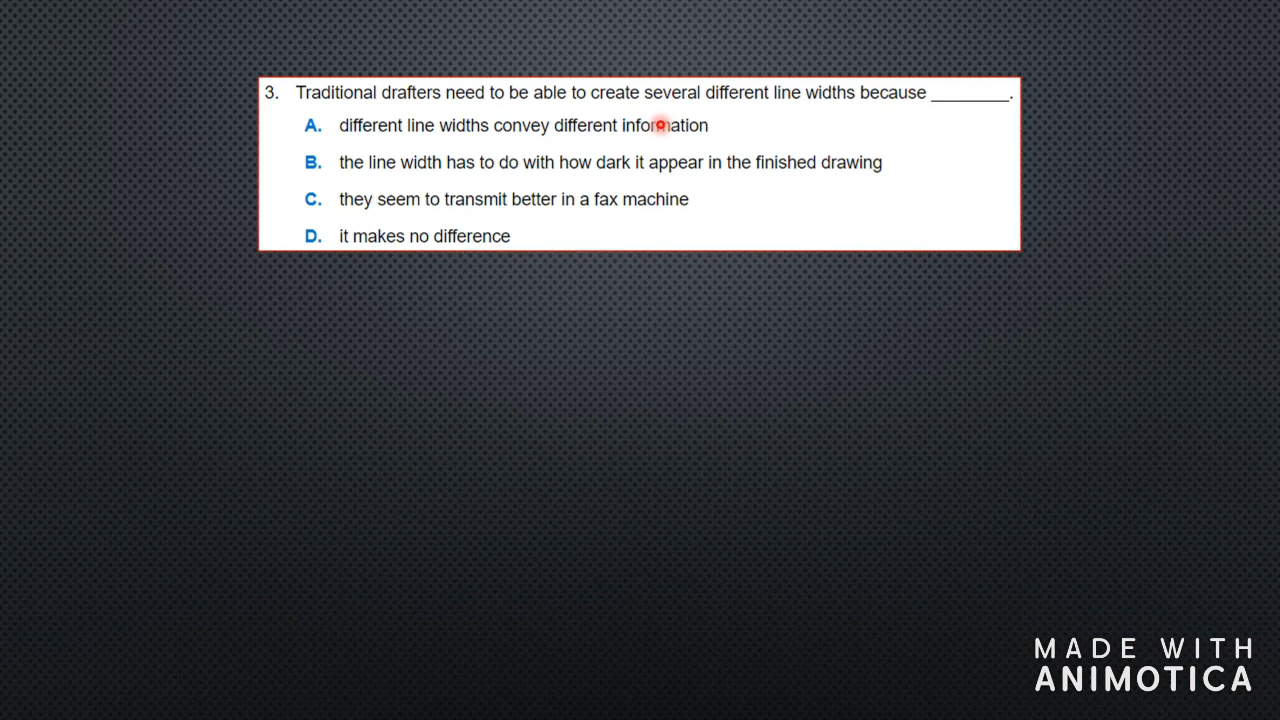 3. Traditional drafters need to be able to create several different line widths because ________.
A. different line widths convey different information
B. the line width has to do with how dark it appear in the finished drawing
C. they seem to transmit better in a fax machine
D. it makes no difference
MADE WITH
ANIMOTICA